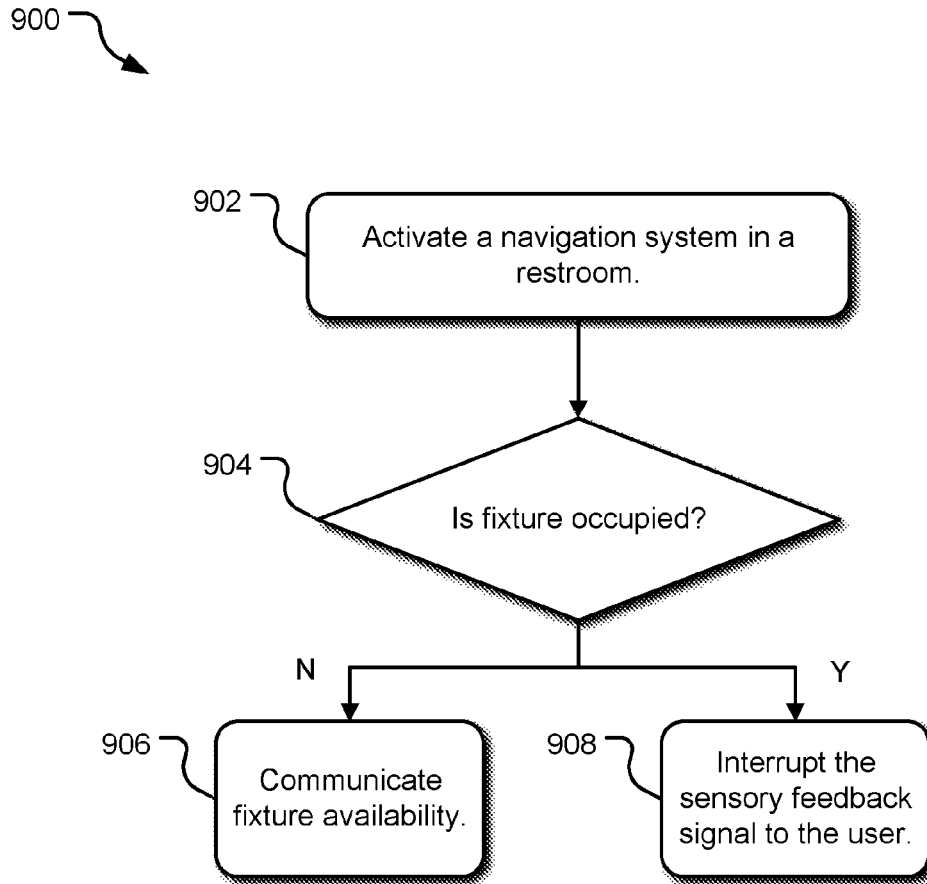 900
902
Activate a navigation system in a
restroom.
904
Is fixture occupied?
N
Y
906
Communicate
fixture availability.
908
Interrupt the
sensory feedback
signal to the user.